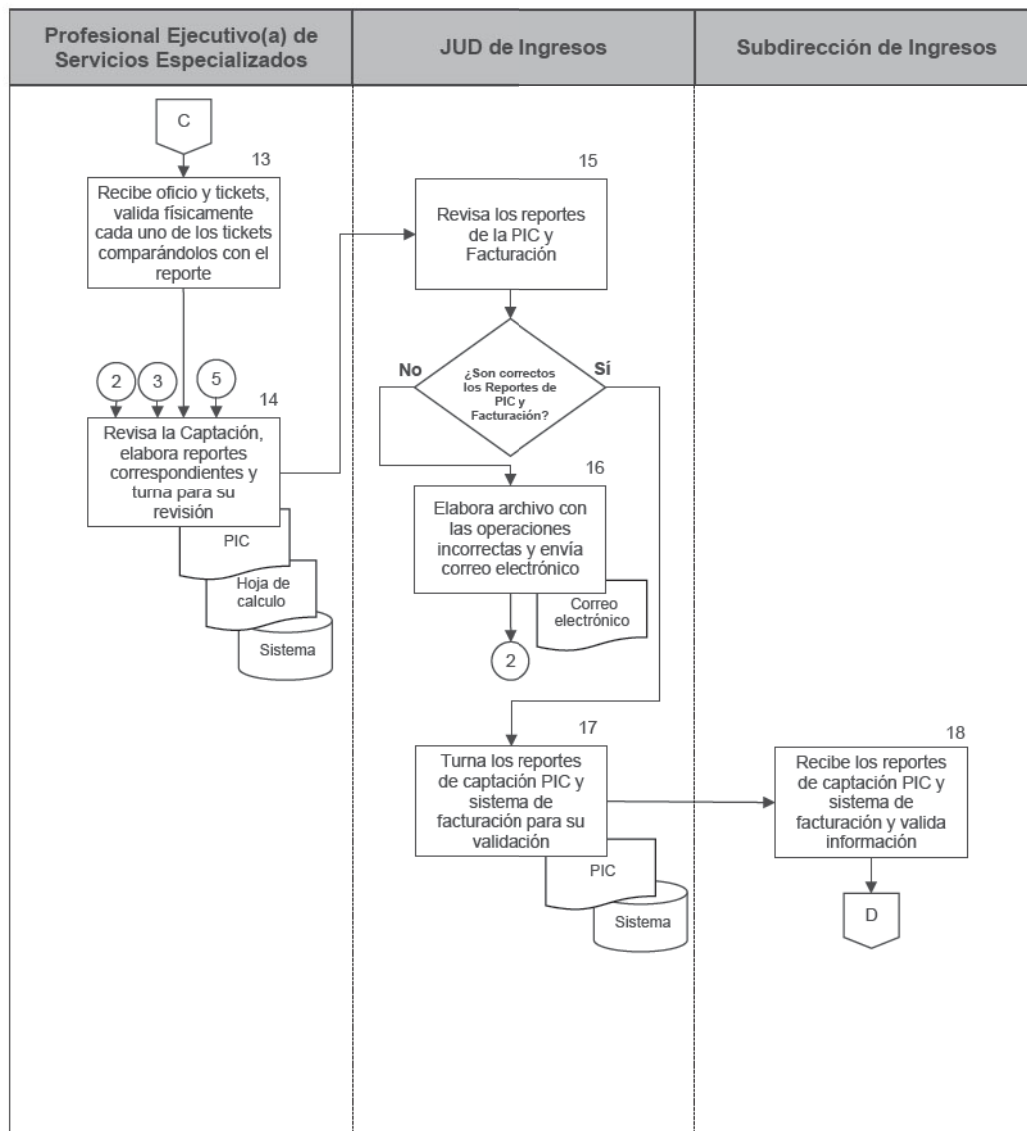 Profesional Ejecutivo(a) de
Servicios Especializados
JUD de Ingresos
Subdirección de Ingresos
C
13
Recibe oficio y tickets,
valida físicamente
cada uno de los tickets
comparándolos con el
reporte
2
3
5
14
Revisa la Captación,
elabora reportes
correspondientes y
turna para su
revisión
PIC
Hoja de
calculo
Sistema
15
Revisa los reportes
de la PIC y
Facturación
No
¿Son correctos
los Reportes de
PIC y
Facturación?
Sí
16
Elabora archivo con
las operaciones
incorrectas y envía
correo electrónico
Correo
electrónico
2
17
Turna los reportes
de captación PIC y
sistema de
facturación para su
validación
PIC
Sistema
18
Recibe los reportes
de captación PIC y
sistema de
facturación y valida
información
D